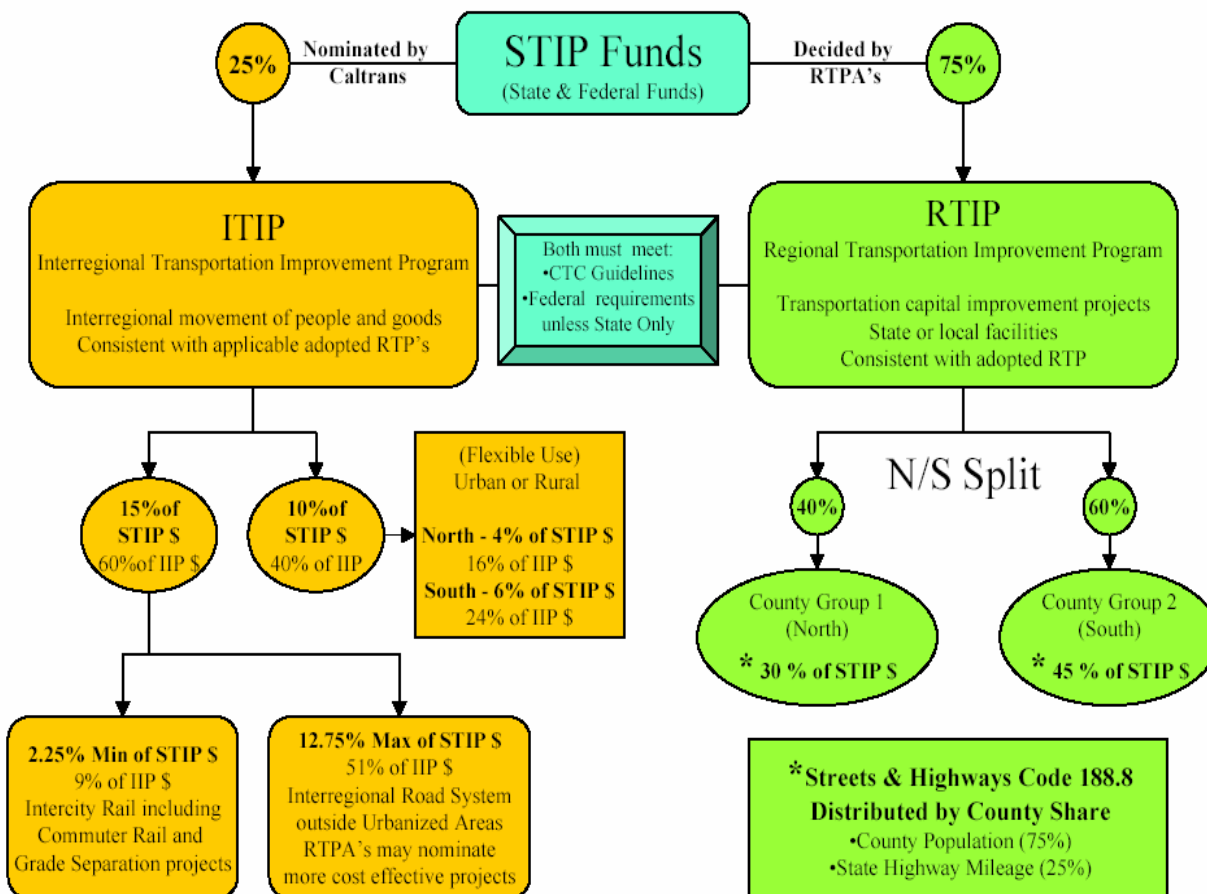 25%
Nominated by
Caltrans
STIP Funds
(State & Federal Funds)
Decided by
RTPA's
75%
ITIP
Interregional Transportation Improvement Program
Interregional movement of people and goods
Consistent with applicable adopted RTP's
Both must meet:
•CTC Guidelines
•Federal requirements
unless State Only
RTIP
Regional Transportation Improvement Program
Transportation capital improvement projects
State or local facilities
Consistent with adopted RTP
15%of
STIP $
60%of IIP $
10%of
STIP $
40% of IIP
(Flexible Use)
Urban or Rural
North - 4% of STIP $
16% of IIP $
South - 6% of STIP $
24% of IIP $
N/S Split
40%
60%
County Group 1
(North)
* 30 % of STIP $
County Group 2
(South)
* 45 % of STIP $
2.25% Min of STIP $
9% of IIP $
Intercity Rail including
Commuter Rail and
Grade Separation projects
12.75% Max of STIP $
51% of IIP $
Interregional Road System
outside Urbanized Areas
RTPA's may nominate
more cost effective projects
*Streets & Highways Code 188.8
Distributed by County Share
•County Population (75%)
•State Highway Mileage (25%)